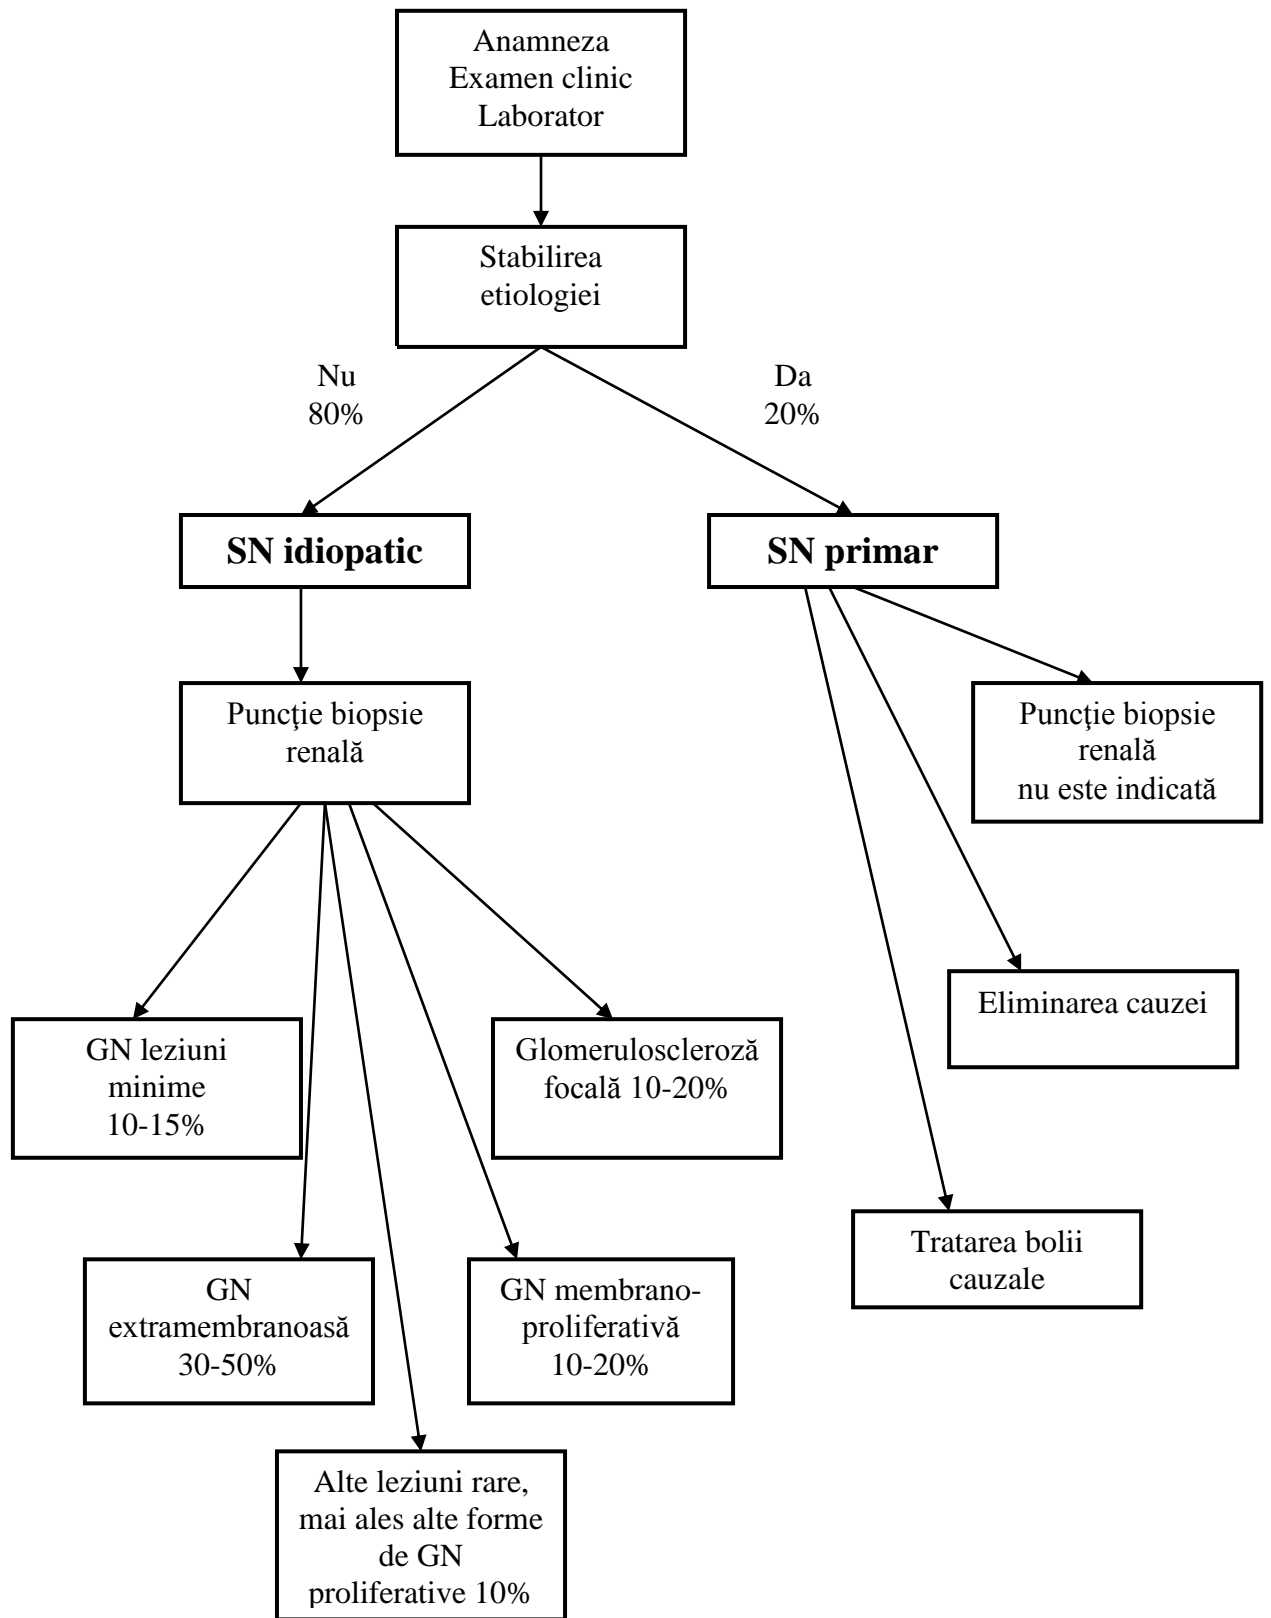 Anamneza
Examen clinic
Laborator
Stabilirea
etiologiei
Nu
80%
Da
20%
SN idiopatic
SN primar
Puncţie biopsie
renală
Puncţie biopsie
renală
nu este indicată
Eliminarea cauzei
GN leziuni
minime
10-15%
Glomeruloscleroză
focală 10-20%
Tratarea bolii
cauzale
GN
extramembranoasă
30-50%
GN membrano-
proliferativă
10-20%
Alte leziuni rare,
mai ales alte forme
de GN
proliferative 10%